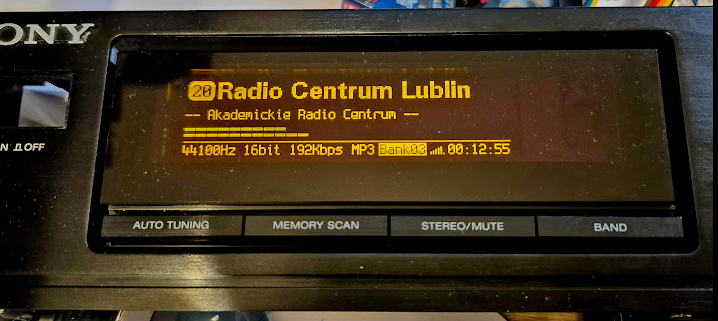 ONY
20 Radio Centrum Lublin
-- Akademickie Radio Centrum --
44100Hz 16bit 192Kbps MP3 Bank03 00:12:55
OFF
AUTO TUNING MEMORY SCAN STEREO/MUTE BAND